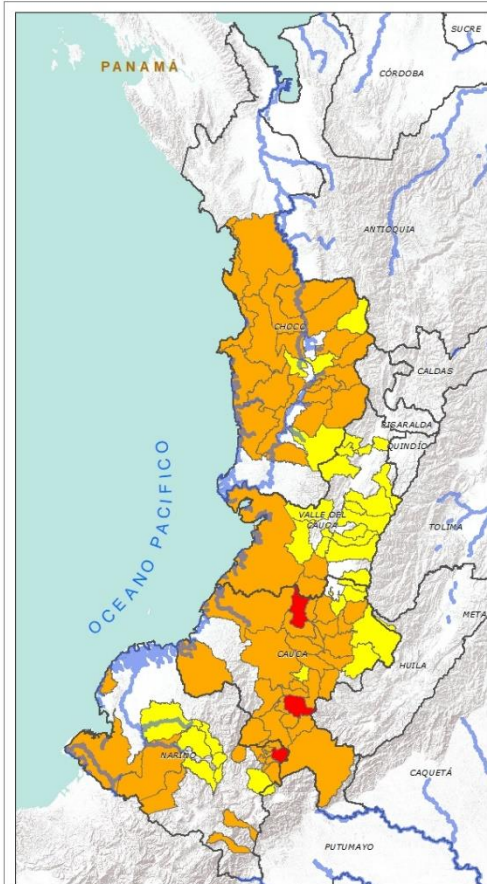 SUCRE
PANAMÁ
CÓRDOBA
ANTIOQUIA
CHOCÓ
CALDAS
RISARALDA
QUINDÍO
OCEANO PACÍFICO
VALLE DEL
CAUCA
TOLIMA
META
CAUCA
HUILA
NARIÑO
CAQUETÁ
PUTUMAYO